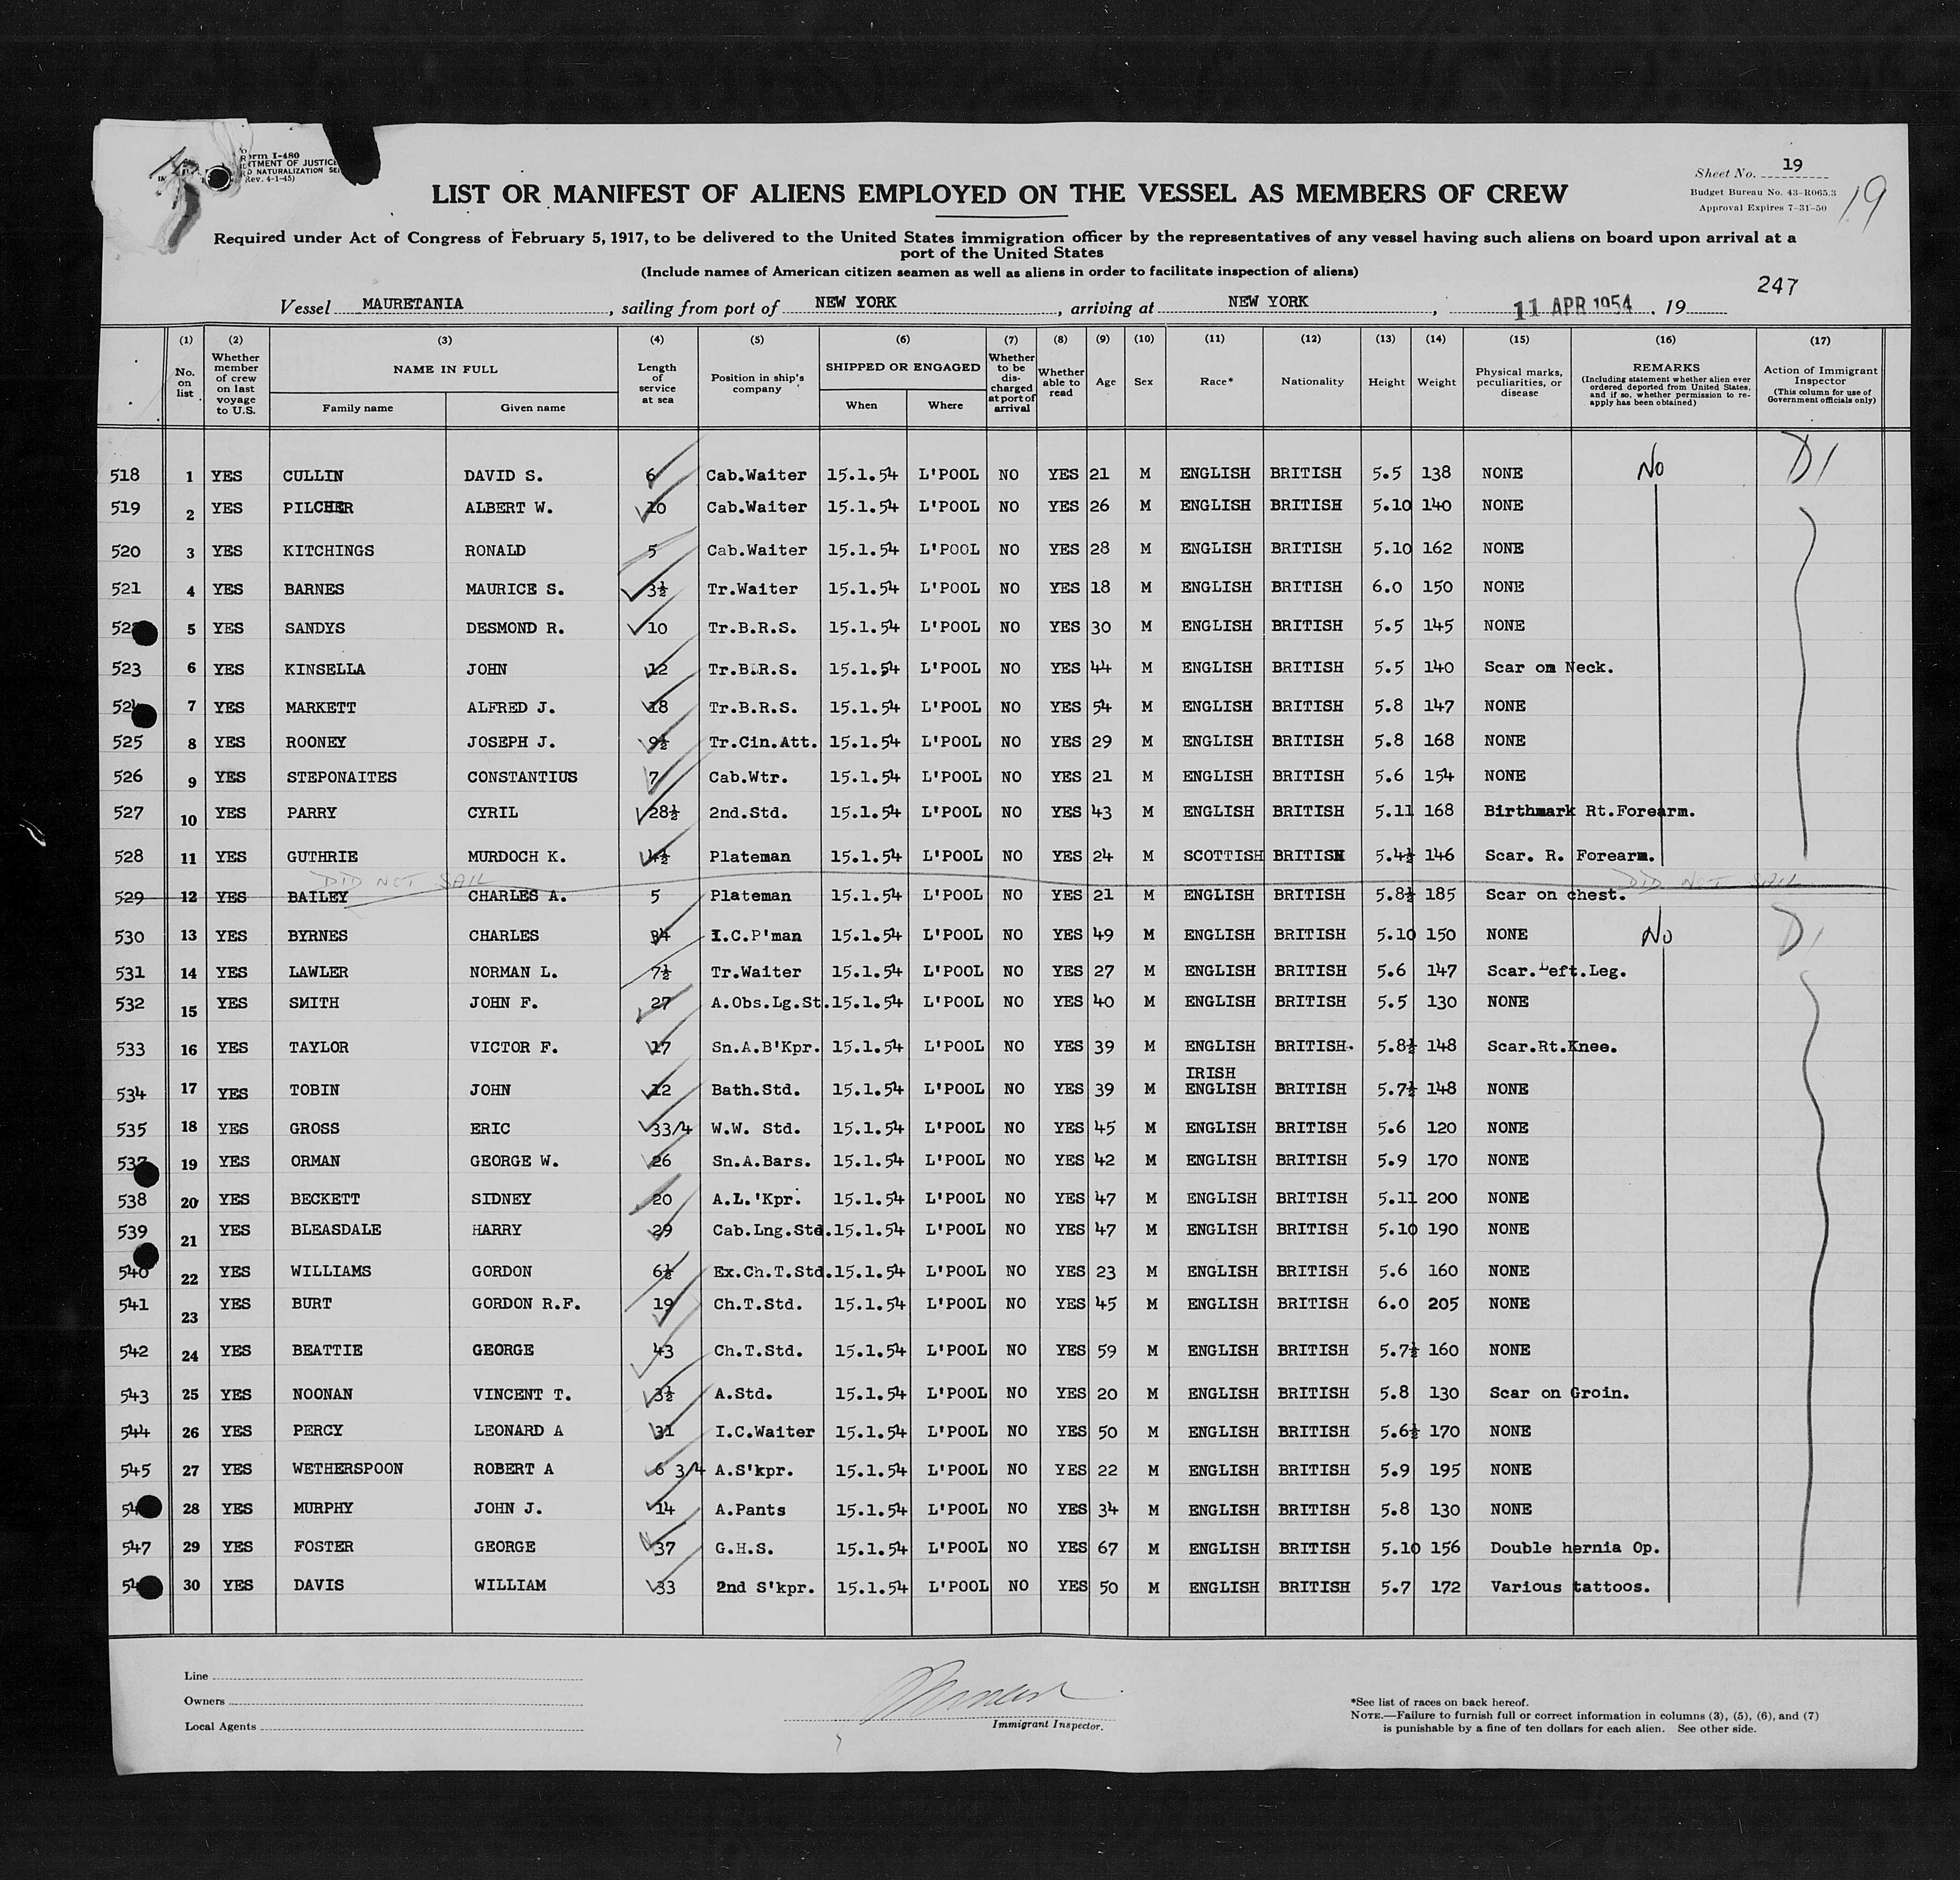 Form I-480
DEPARTMENT OF JUSTICE
(Rev. 4-1-45)
Sheet No. 19
Budget Bureau No. 43-R065.3
Approval Expires 7-31-50
19
LIST OR MANIFEST OF ALIENS EMPLOYED ON THE VESSEL AS MEMBERS OF CREW
Required under Act of Congress of February 5, 1917, to be delivered to the United States immigration officer by the representatives of any vessel having such aliens on board upon arrival at a
port of the United States
(Include names of American citizen seamen as well as aliens in order to facilitate inspection of aliens)
247
Vessel MAURETANIA, sailing from port of NEW YORK, arriving at NEW YORK, 11 APR 1954, 19
(1) No. on list
(2) Whether member of crew on last voyage to U.S.
(3) NAME IN FULL Family name Given name
(4) Length of service at sea
(5) Position in ship's company
(6) SHIPPED OR ENGAGED When Where
(7) Whether to be discharged at port of arrival
(8) Whether able to read
(9) Age
(10) Sex
(11) Race*
(12) Nationality
(13) Height
(14) Weight
(15) Physical marks, peculiarities, or disease
(16) REMARKS (Including statement whether alien ever ordered deported from United States, and if so, whether permission to re-apply has been obtained)
(17) Action of Immigrant Inspector (This column for use of Government officials only)
518 1 YES CULLIN DAVID S. 6 Cab.Waiter 15.1.54 L'POOL NO YES 21 M ENGLISH BRITISH 5.5 138 NONE No D1
519 2 YES PILCHER ALBERT W. 10 Cab.Waiter 15.1.54 L'POOL NO YES 26 M ENGLISH BRITISH 5.10 140 NONE
520 3 YES KITCHINGS RONALD 5 Cab.Waiter 15.1.54 L'POOL NO YES 28 M ENGLISH BRITISH 5.10 162 NONE
521 4 YES BARNES MAURICE S. 3½ Tr.Waiter 15.1.54 L'POOL NO YES 18 M ENGLISH BRITISH 6.0 150 NONE
522 5 YES SANDYS DESMOND R. 10 Tr.B.R.S. 15.1.54 L'POOL NO YES 30 M ENGLISH BRITISH 5.5 145 NONE
523 6 YES KINSELLA JOHN 12 Tr.B.R.S. 15.1.54 L'POOL NO YES 44 M ENGLISH BRITISH 5.5 140 Scar on Neck.
524 7 YES MARKETT ALFRED J. 18 Tr.B.R.S. 15.1.54 L'POOL NO YES 54 M ENGLISH BRITISH 5.8 147 NONE
525 8 YES ROONEY JOSEPH J. 9½ Tr.Cin.Att. 15.1.54 L'POOL NO YES 29 M ENGLISH BRITISH 5.8 168 NONE
526 9 YES STEPONAITES CONSTANTIUS 7 Cab.Wtr. 15.1.54 L'POOL NO YES 21 M ENGLISH BRITISH 5.6 154 NONE
527 10 YES PARRY CYRIL 28½ 2nd.Std. 15.1.54 L'POOL NO YES 43 M ENGLISH BRITISH 5.11 168 Birthmark Rt.Forearm.
528 11 YES GUTHRIE MURDOCH K. 4½ Plateman 15.1.54 L'POOL NO YES 24 M SCOTTISH BRITISH 5.4½ 146 Scar. R. Forearm.
DID NOT SAIL DID NOT SAIL
529 12 YES BAILEY CHARLES A. 5 Plateman 15.1.54 L'POOL NO YES 21 M ENGLISH BRITISH 5.8½ 185 Scar on chest.
530 13 YES BYRNES CHARLES 34 I.C.P'man 15.1.54 L'POOL NO YES 49 M ENGLISH BRITISH 5.10 150 NONE No D1
531 14 YES LAWLER NORMAN L. 7½ Tr.Waiter 15.1.54 L'POOL NO YES 27 M ENGLISH BRITISH 5.6 147 Scar.Left.Leg.
532 15 YES SMITH JOHN F. 27 A.Obs.Lg.St. 15.1.54 L'POOL NO YES 40 M ENGLISH BRITISH 5.5 130 NONE
533 16 YES TAYLOR VICTOR F. 17 Sn.A.B'Kpr. 15.1.54 L'POOL NO YES 39 M ENGLISH BRITISH. 5.8½ 148 Scar.Rt.Knee.
IRISH
534 17 YES TOBIN JOHN 12 Bath.Std. 15.1.54 L'POOL NO YES 39 M ENGLISH BRITISH 5.7½ 148 NONE
535 18 YES GROSS ERIC 33/4 W.W. Std. 15.1.54 L'POOL NO YES 45 M ENGLISH BRITISH 5.6 120 NONE
537 19 YES ORMAN GEORGE W. 26 Sn.A.Bars. 15.1.54 L'POOL NO YES 42 M ENGLISH BRITISH 5.9 170 NONE
538 20 YES BECKETT SIDNEY 20 A.L.'Kpr. 15.1.54 L'POOL NO YES 47 M ENGLISH BRITISH 5.11 200 NONE
539 21 YES BLEASDALE HARRY 29 Cab.Lng.Std. 15.1.54 L'POOL NO YES 47 M ENGLISH BRITISH 5.10 190 NONE
540 22 YES WILLIAMS GORDON 6½ Ex.Ch.T.Std. 15.1.54 L'POOL NO YES 23 M ENGLISH BRITISH 5.6 160 NONE
541 23 YES BURT GORDON R.F. 19 Ch.T.Std. 15.1.54 L'POOL NO YES 45 M ENGLISH BRITISH 6.0 205 NONE
542 24 YES BEATTIE GEORGE 43 Ch.T.Std. 15.1.54 L'POOL NO YES 59 M ENGLISH BRITISH 5.7½ 160 NONE
543 25 YES NOONAN VINCENT T. 3½ A.Std. 15.1.54 L'POOL NO YES 20 M ENGLISH BRITISH 5.8 130 Scar on Groin.
544 26 YES PERCY LEONARD A 31 I.C.Waiter 15.1.54 L'POOL NO YES 50 M ENGLISH BRITISH 5.6½ 170 NONE
545 27 YES WETHERSPOON ROBERT A 6 3/4 A.S'kpr. 15.1.54 L'POOL NO YES 22 M ENGLISH BRITISH 5.9 195 NONE
28 YES MURPHY JOHN J. 14 A.Pants 15.1.54 L'POOL NO YES 34 M ENGLISH BRITISH 5.8 130 NONE
547 29 YES FOSTER GEORGE 37 G.H.S. 15.1.54 L'POOL NO YES 67 M ENGLISH BRITISH 5.10 156 Double hernia Op.
30 YES DAVIS WILLIAM 33 2nd S'kpr. 15.1.54 L'POOL NO YES 50 M ENGLISH BRITISH 5.7 172 Various tattoos.
Line
Owners
Local Agents
Immigrant Inspector.
*See list of races on back hereof.
NOTE.—Failure to furnish full or correct information in columns (3), (5), (6), and (7)
is punishable by a fine of ten dollars for each alien. See other side.